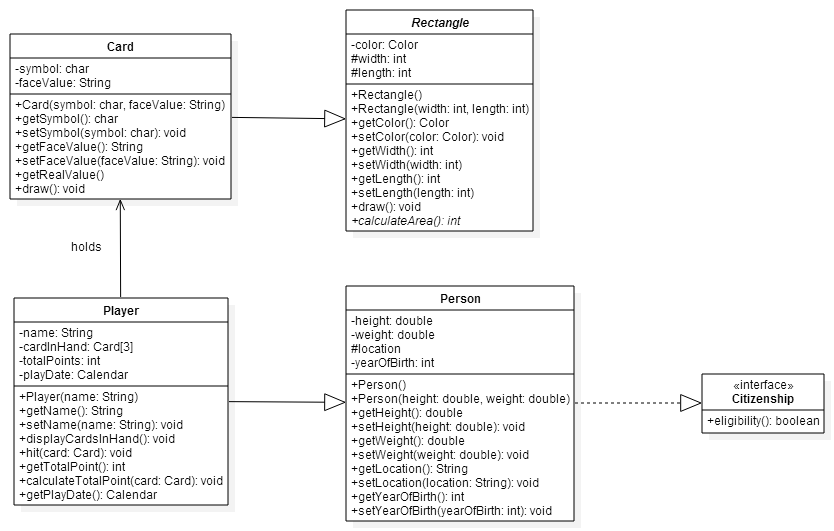 Card
-symbol: char
-faceValue: String
+Card(symbol: char, faceValue: String)
+getSymbol(): char
+setSymbol(symbol: char): void
+getFaceValue(): String
+setFaceValue(faceValue: String): void
+getRealValue()
+draw(): void
Rectangle
-color: Color
#width: int
#length: int
+Rectangle()
+Rectangle(width: int, length: int)
+getColor(): Color
+setColor(color: Color): void
+getWidth(): int
+setWidth(width: int)
+getLength(): int
+setLength(length: int)
+draw(): void
+calculateArea(): int
holds
Player
-name: String
-cardInHand: Card[3]
-totalPoints: int
-playDate: Calendar
+Player(name: String)
+getName(): String
+setName(name: String): void
+displayCardsInHand(): void
+hit(card: Card): void
+getTotalPoint(): int
+calculateTotalPoint(card: Card): void
+getPlayDate(): Calendar
Person
-height: double
-weight: double
#location
-yearOfBirth: int
+Person()
+Person(height: double, weight: double)
+getHeight(): double
+setHeight(height: double): void
+getWeight(): double
+setWeight(weight: double): void
+getLocation(): String
+setLocation(location: String): void
+getYearOfBirth(): int
+setYearOfBirth(yearOfBirth: int): void
«interface»
Citizenship
+eligibility(): boolean